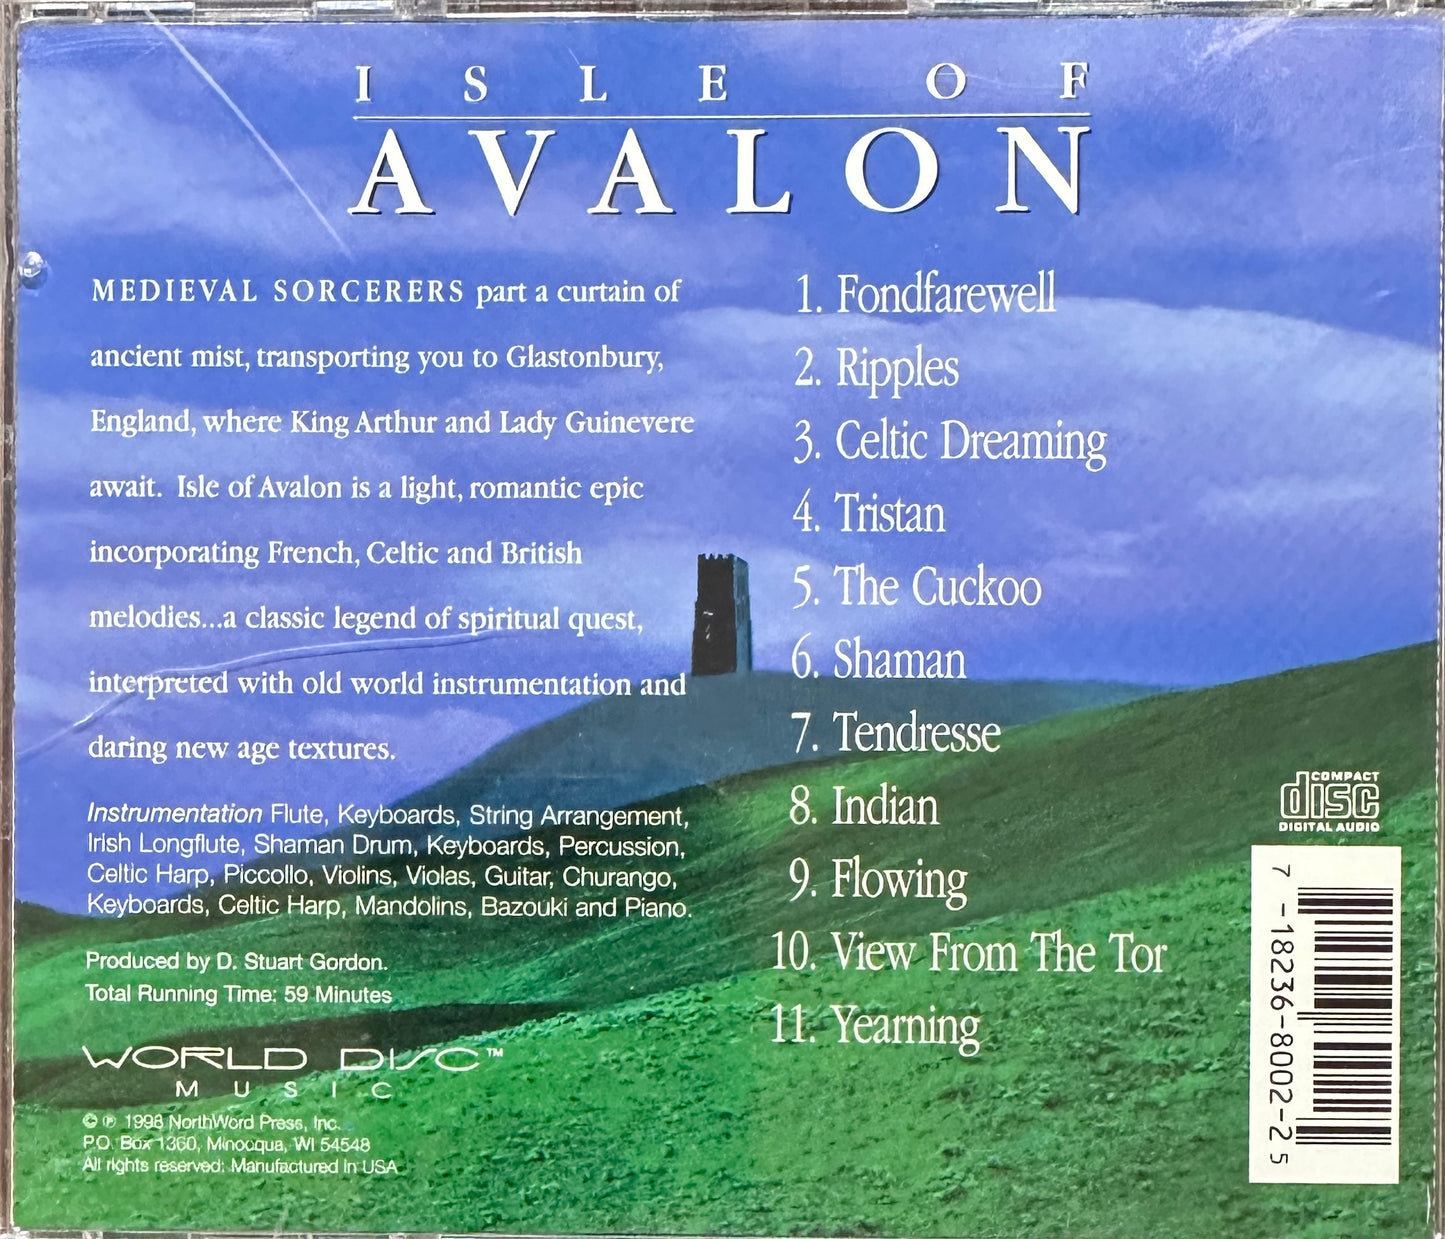 ISLE OF
AVALON
MEDIEVAL SORCERERS part a curtain of
ancient mist, transporting you to Glastonbury,
England, where King Arthur and Lady Guinevere
await. Isle of Avalon is a light, romantic epic
incorporating French, Celtic and British
melodies...a classic legend of spiritual quest,
interpreted with old world instrumentation and
daring new age textures.
Instrumentation Flute, Keyboards, String Arrangement,
Irish Longflute, Shaman Drum, Keyboards, Percussion,
Celtic Harp, Piccollo, Violins, Violas, Guitar, Churango,
Keyboards, Celtic Harp, Mandolins, Bazouki and Piano.
Produced by D. Stuart Gordon.
Total Running Time: 59 Minutes
WORLD DISC™
MUSIC
© ℗ 1998 NorthWord Press, Inc.
P.O. Box 1360, Minocqua, WI 54548
All rights reserved. Manufactured in USA
1. Fondfarewell
2. Ripples
3. Celtic Dreaming
4. Tristan
5. The Cuckoo
6. Shaman
7. Tendresse
8. Indian
9. Flowing
10. View From The Tor
11. Yearning
COMPACT
disc
DIGITAL AUDIO
7 -18236-8002-2 5